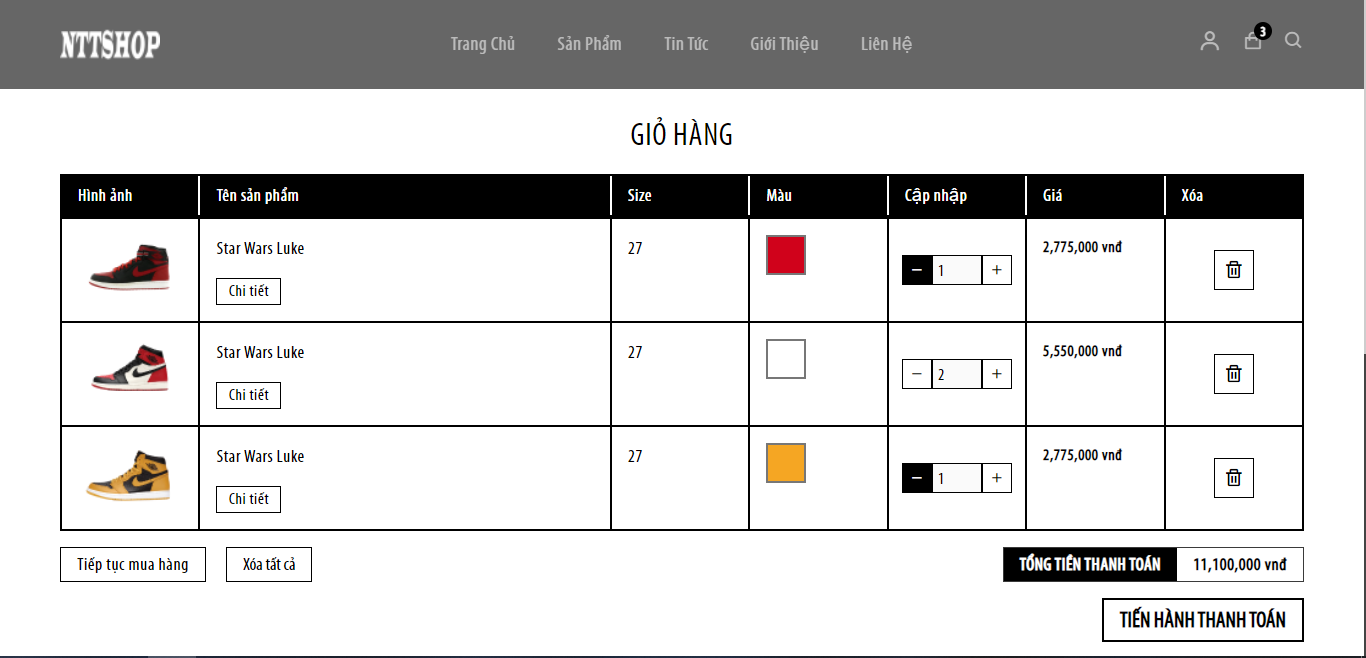 NTTSHOP
Trang Chủ Sản Phẩm Tin Tức Giới Thiệu Liên Hệ
3
GIỎ HÀNG
Hình ảnh Tên sản phẩm Size Màu Cập nhập Giá Xóa
Star Wars Luke 27 2,775,000 vnđ
− 1 +
Chi tiết
Star Wars Luke 27 5,550,000 vnđ
− 2 +
Chi tiết
Star Wars Luke 27 2,775,000 vnđ
− 1 +
Chi tiết
Tiếp tục mua hàng Xóa tất cả TỔNG TIỀN THANH TOÁN 11,100,000 vnđ
TIẾN HÀNH THANH TOÁN